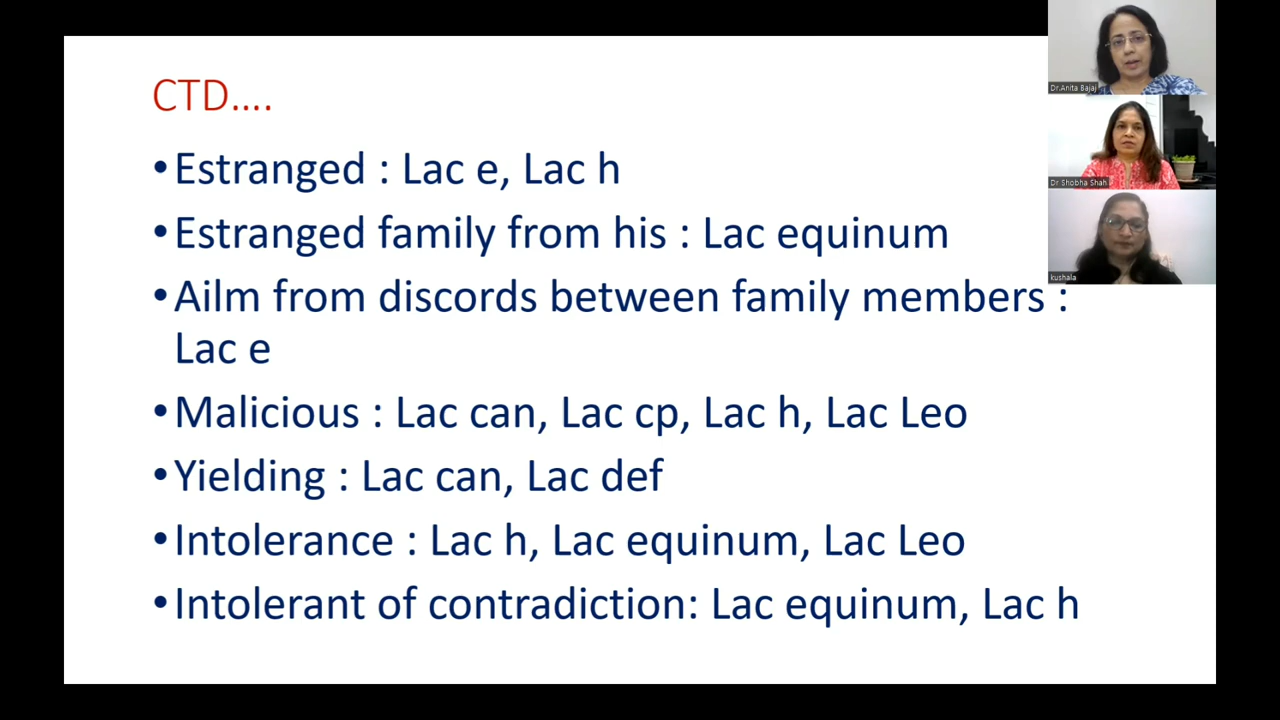 CTD....
•Estranged : Lac e, Lac h
•Estranged family from his : Lac equinum
•Ailm from discords between family members :
Lac e
•Malicious : Lac can, Lac cp, Lac h, Lac Leo
•Yielding : Lac can, Lac def
•Intolerance : Lac h, Lac equinum, Lac Leo
•Intolerant of contradiction: Lac equinum, Lac h
Dr.Anita Bajaj
Dr Shobha Shah
kushala